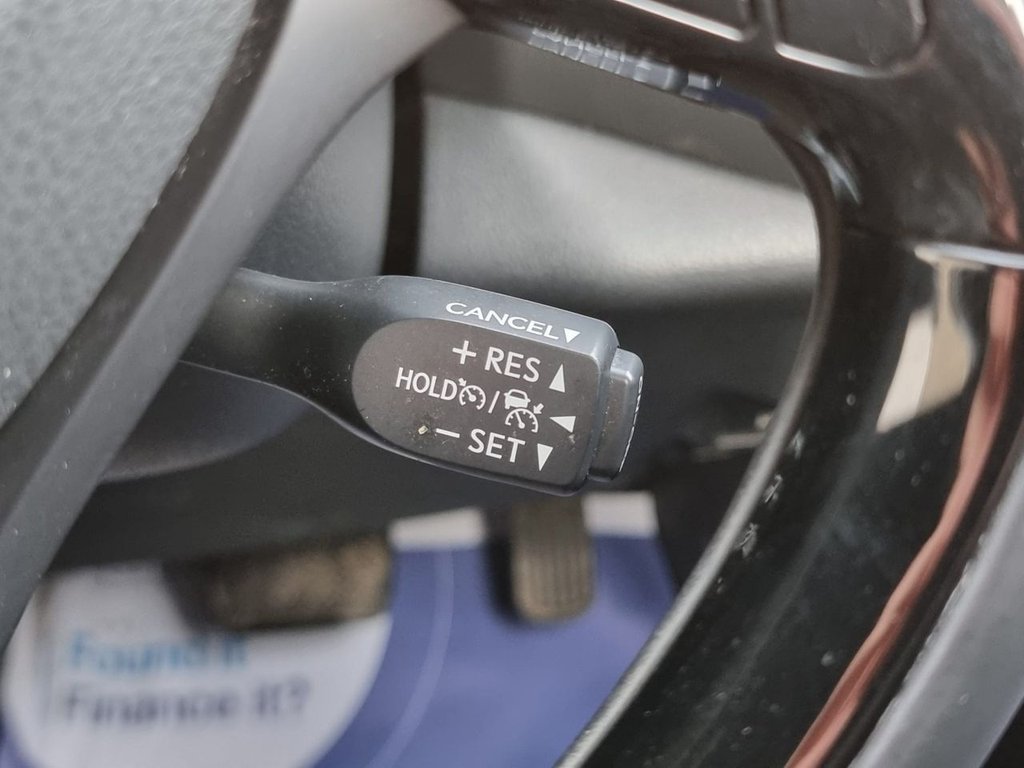 CANCEL▼
+ RES ▲
HOLD /
- SET ▼
Found it
Finance it?